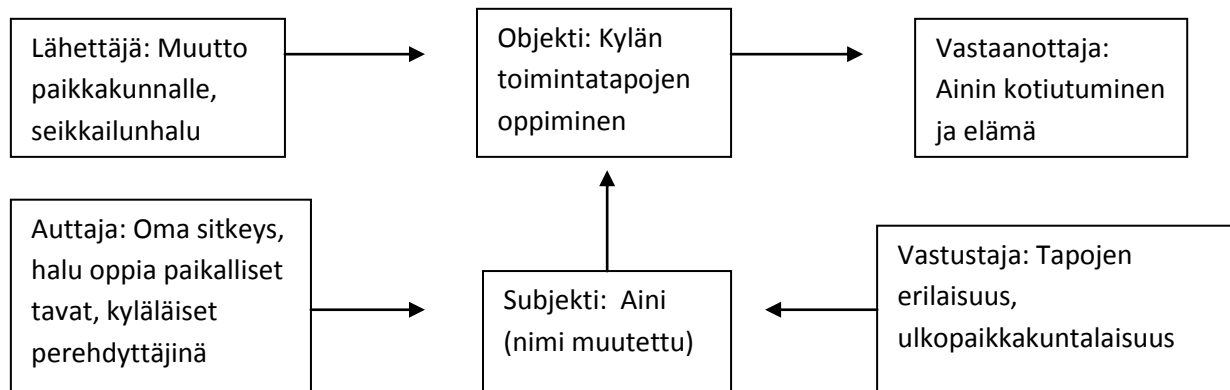 Lähettäjä: Muutto
paikkakunnalle,
seikkailunhalu
Objekti: Kylän
toimintatapojen
oppiminen
Vastaanottaja:
Ainin kotiutuminen
ja elämä
Auttaja: Oma sitkeys,
halu oppia paikalliset
tavat, kyläläiset
perehdyttäjinä
Subjekti: Aini
(nimi muutettu)
Vastustaja: Tapojen
erilaisuus,
ulkopaikkakuntalaisuus